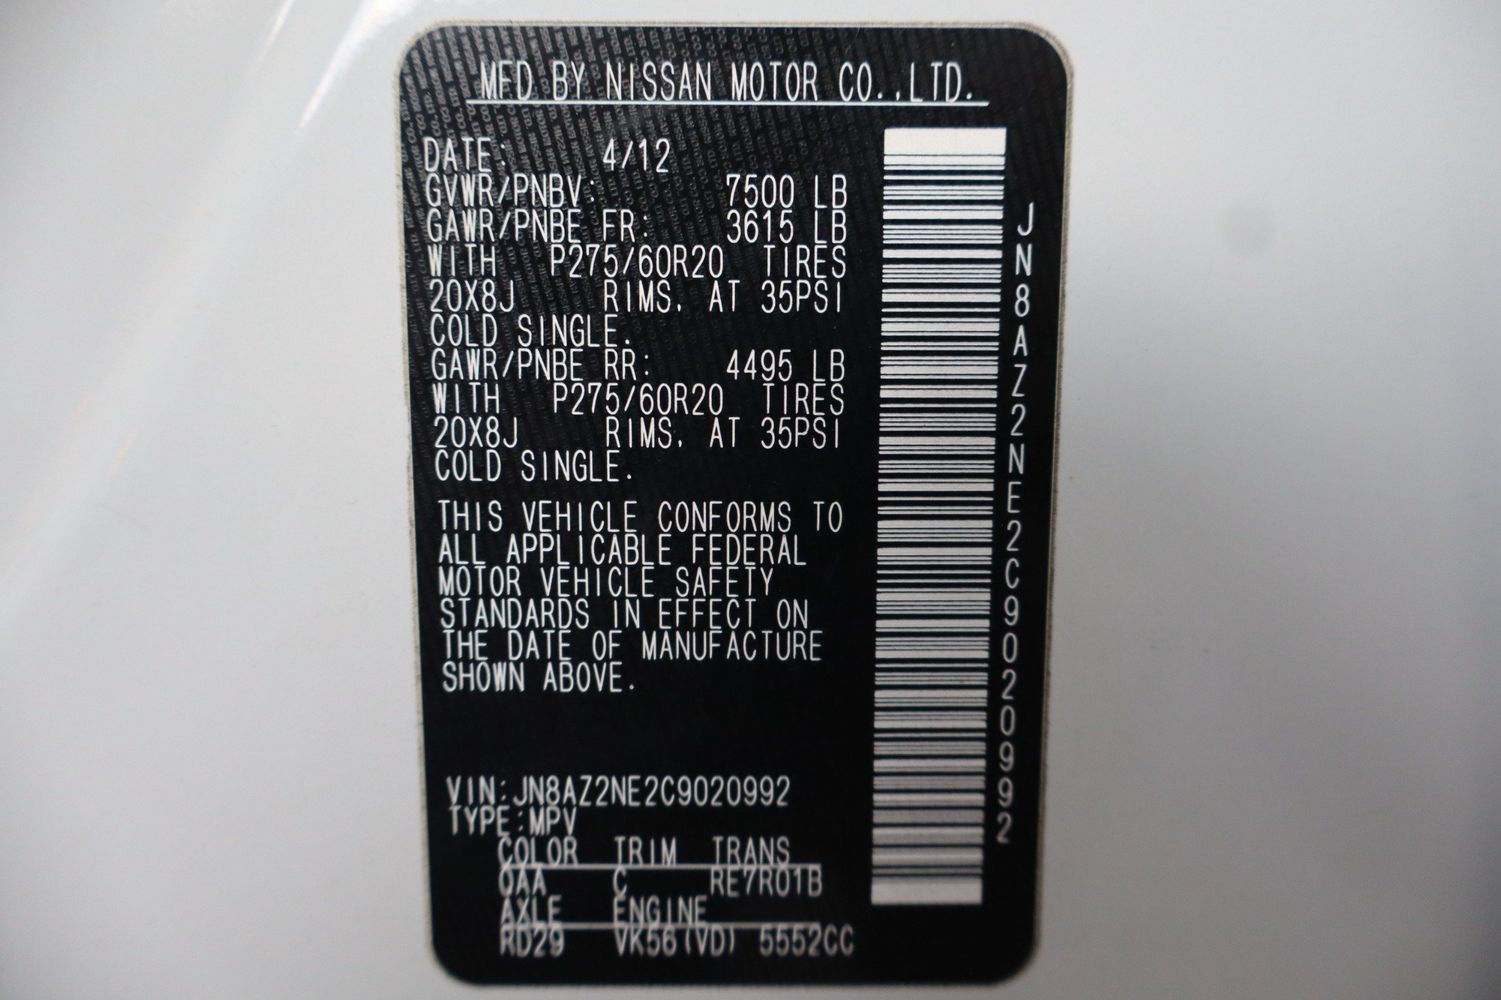 MFD BY NISSAN MOTOR CO.,LTD.
DATE: 4/12
GVWR/PNBV: 7500 LB
GAWR/PNBE FR: 3615 LB
WITH P275/60R20 TIRES
20X8J RIMS. AT 35PSI
COLD SINGLE.
GAWR/PNBE RR: 4495 LB
WITH P275/60R20 TIRES
20X8J RIMS. AT 35PSI
COLD SINGLE.
THIS VEHICLE CONFORMS TO
ALL APPLICABLE FEDERAL
MOTOR VEHICLE SAFETY
STANDARDS IN EFFECT ON
THE DATE OF MANUFACTURE
SHOWN ABOVE.
VIN:JN8AZ2NE2C9020992
TYPE:MPV
COLOR TRIM TRANS
QAA C RE7R01B
AXLE ENGINE
RD29 VK56(VD) 5552CC
JN8AZ2NE2C9020992